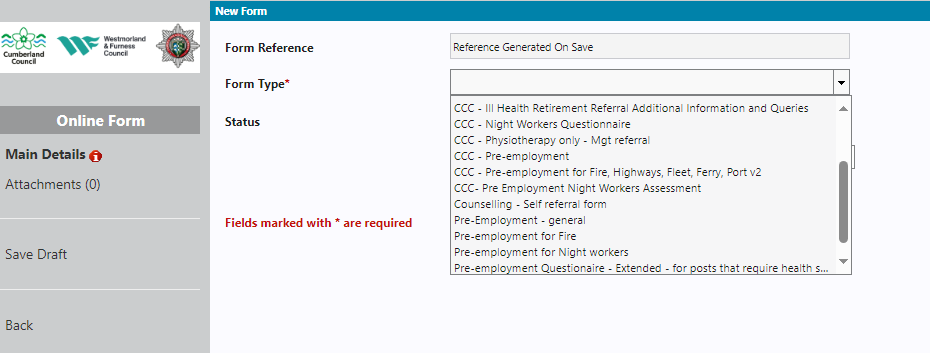 New Form
Cumberland
Council
Westmorland
& Furness
Council
Online Form
Main Details
Attachments (0)
Save Draft
Back
Form Reference
Reference Generated On Save
Form Type*
Status
CCC - Ill Health Retirement Referral Additional Information and Queries
CCC - Night Workers Questionnaire
CCC - Physiotherapy only - Mgt referral
CCC - Pre-employment
CCC - Pre-employment for Fire, Highways, Fleet, Ferry, Port v2
CCC- Pre Employment Night Workers Assessment
Counselling - Self referral form
Pre-Employment - general
Pre-employment for Fire
Pre-employment for Night workers
Pre-employment Questionaire - Extended - for posts that require health s...
Fields marked with * are required